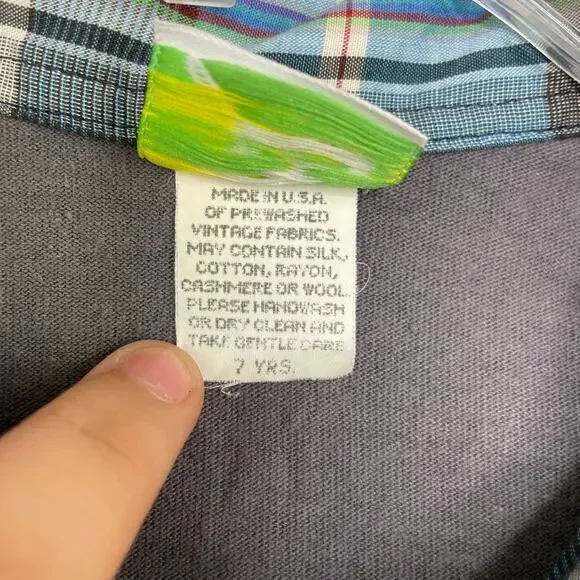 MADE IN U.S.A.
OF PREWASHED
VINTAGE FABRICS.
MAY CONTAIN SILK,
COTTON, RAYON,
CASHMERE OR WOOL.
PLEASE HANDWASH
OR DRY CLEAN AND
TAKE GENTLE CARE
7 YRS.